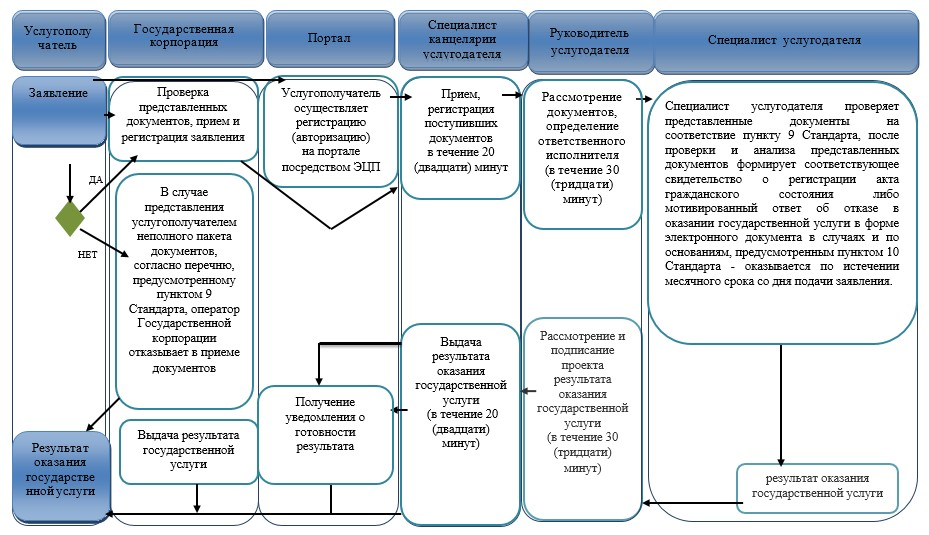 Услугополу
чатель
Государственная
корпорация
Портал
Специалист
канцелярии
услугодателя
Руководитель
услугодателя
Специалист услугодателя
Заявление
ДА
НЕТ
Проверка
представленных
документов, прием и
регистрация заявления
В случае
представления
услугополучателем
неполного пакета
документов,
согласно перечню,
предусмотренному
пунктом 9
Стандарта, оператор
Государственной
корпорации
отказывает в приеме
документов
Услугополучатель
осуществляет
регистрацию
(авторизацию)
на портале
посредством ЭЦП
Прием,
регистрация
поступивших
документов
в течение 20
(двадцати) минут
Рассмотрение
документов,
определение
ответственного
исполнителя
(в течение 30
(тридцати)
минут)
Специалист услугодателя проверяет
представленные документы на
соответствие пункту 9 Стандарта, после
проверки и анализа представленных
документов формирует соответствующее
свидетельство о регистрации акта
гражданского состояния либо
мотивированный ответ об отказе в
оказании государственной услуги в форме
электронного документа в случаях и по
основаниям, предусмотренным пунктом 10
Стандарта - оказывается по истечении
месячного срока со дня подачи заявления.
Результат
оказания
государстве
нной услуги
Выдача результата
государственной
услуги
Получение
уведомления о
готовности
результата
Выдача
результата
оказания
государственной
услуги
(в течение 20
(двадцати)
минут)
Рассмотрение и
подписание
проекта
результата
оказания
государственной
услуги
(в течение 30
(тридцати)
минут)
результат оказания
государственной услуги